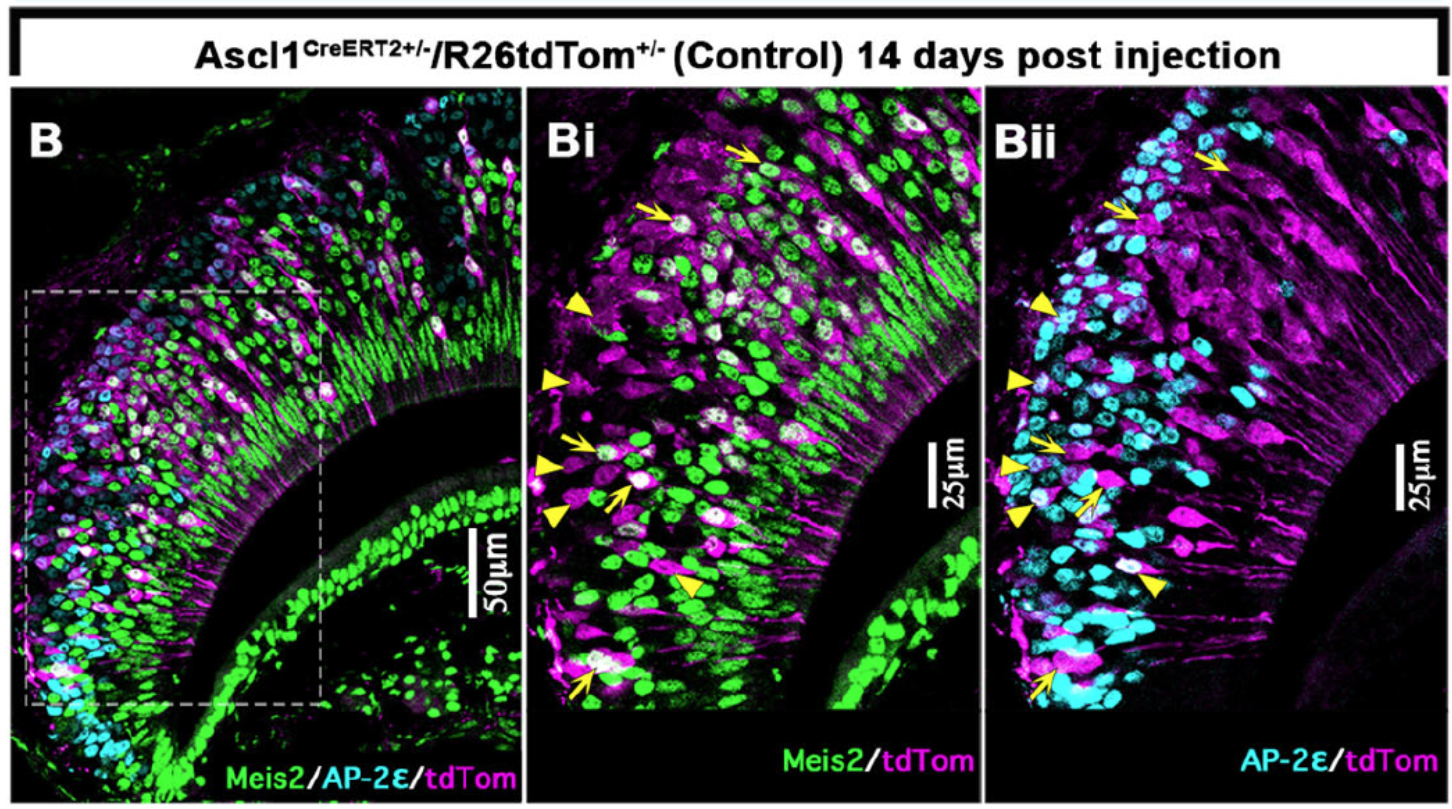 Ascl1CreERT2+/-/R26tdTom+/- (Control) 14 days post injection
B
50µm
Meis2/AP-2ε/tdTom
Bi
25µm
Meis2/tdTom
Bii
25µm
AP-2ε/tdTom